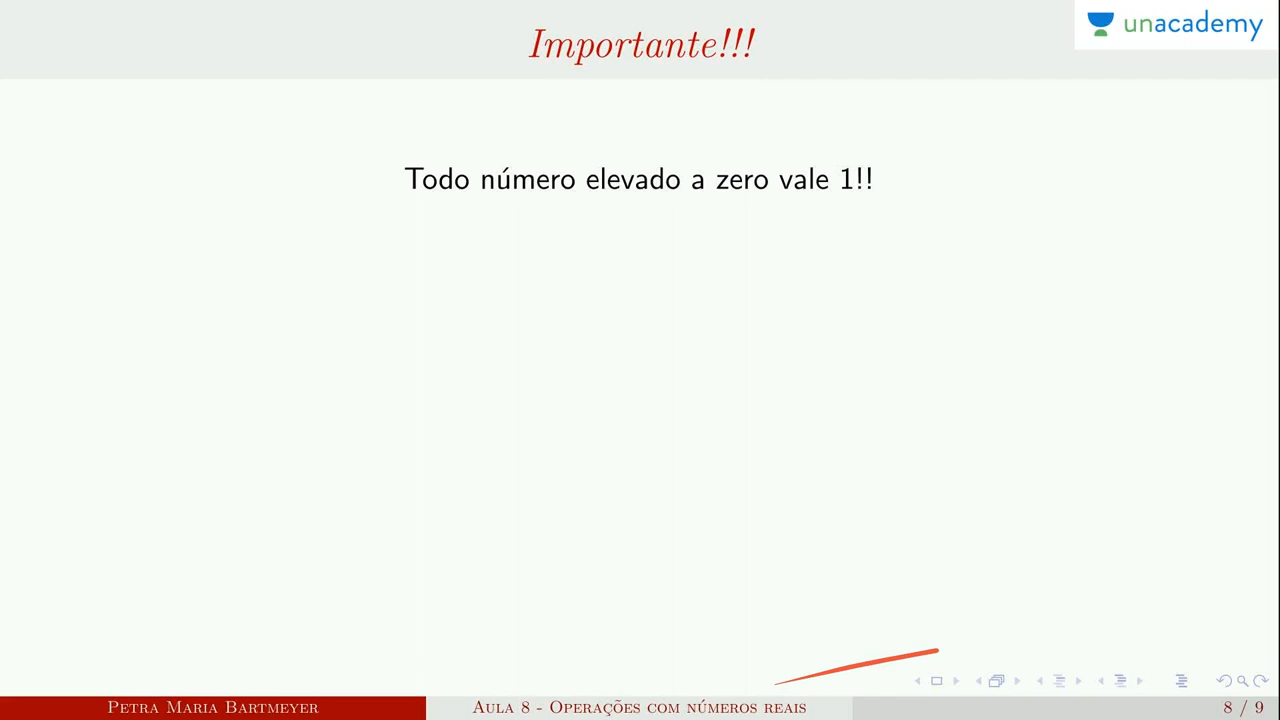 Importante!!!
unacademy
Todo número elevado a zero vale 1!!
Petra Maria Bartmeyer
Aula 8 - Operações com números reais
8 / 9